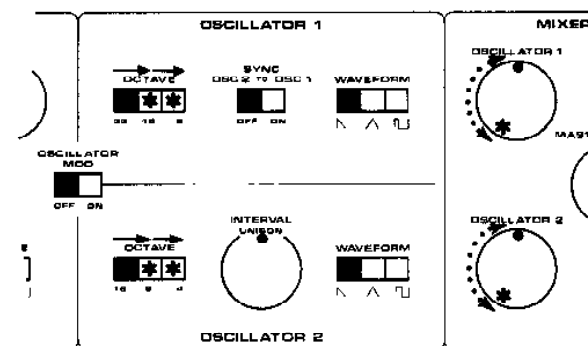 OSCILLATOR 1
MIXER
OSCILLATOR 1
SYNC
OCTAVE
OSC 2 TO OSC 1
WAVEFORM
32 16 8
OFF ON
OSCILLATOR
MOD
OFF ON
INTERVAL
UNISON
OSCILLATOR 2
OCTAVE
WAVEFORM
16 8 4
OSCILLATOR 2